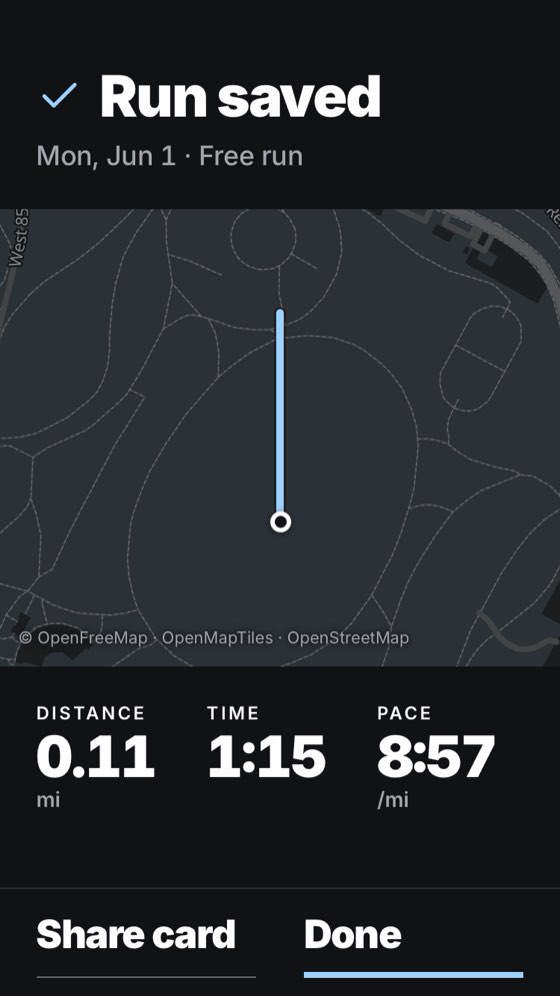 Run saved
Mon, Jun 1 · Free run
West 85
© OpenFreeMap · OpenMapTiles · OpenStreetMap
DISTANCE TIME PACE
0.11 1:15 8:57
mi /mi
Share card Done